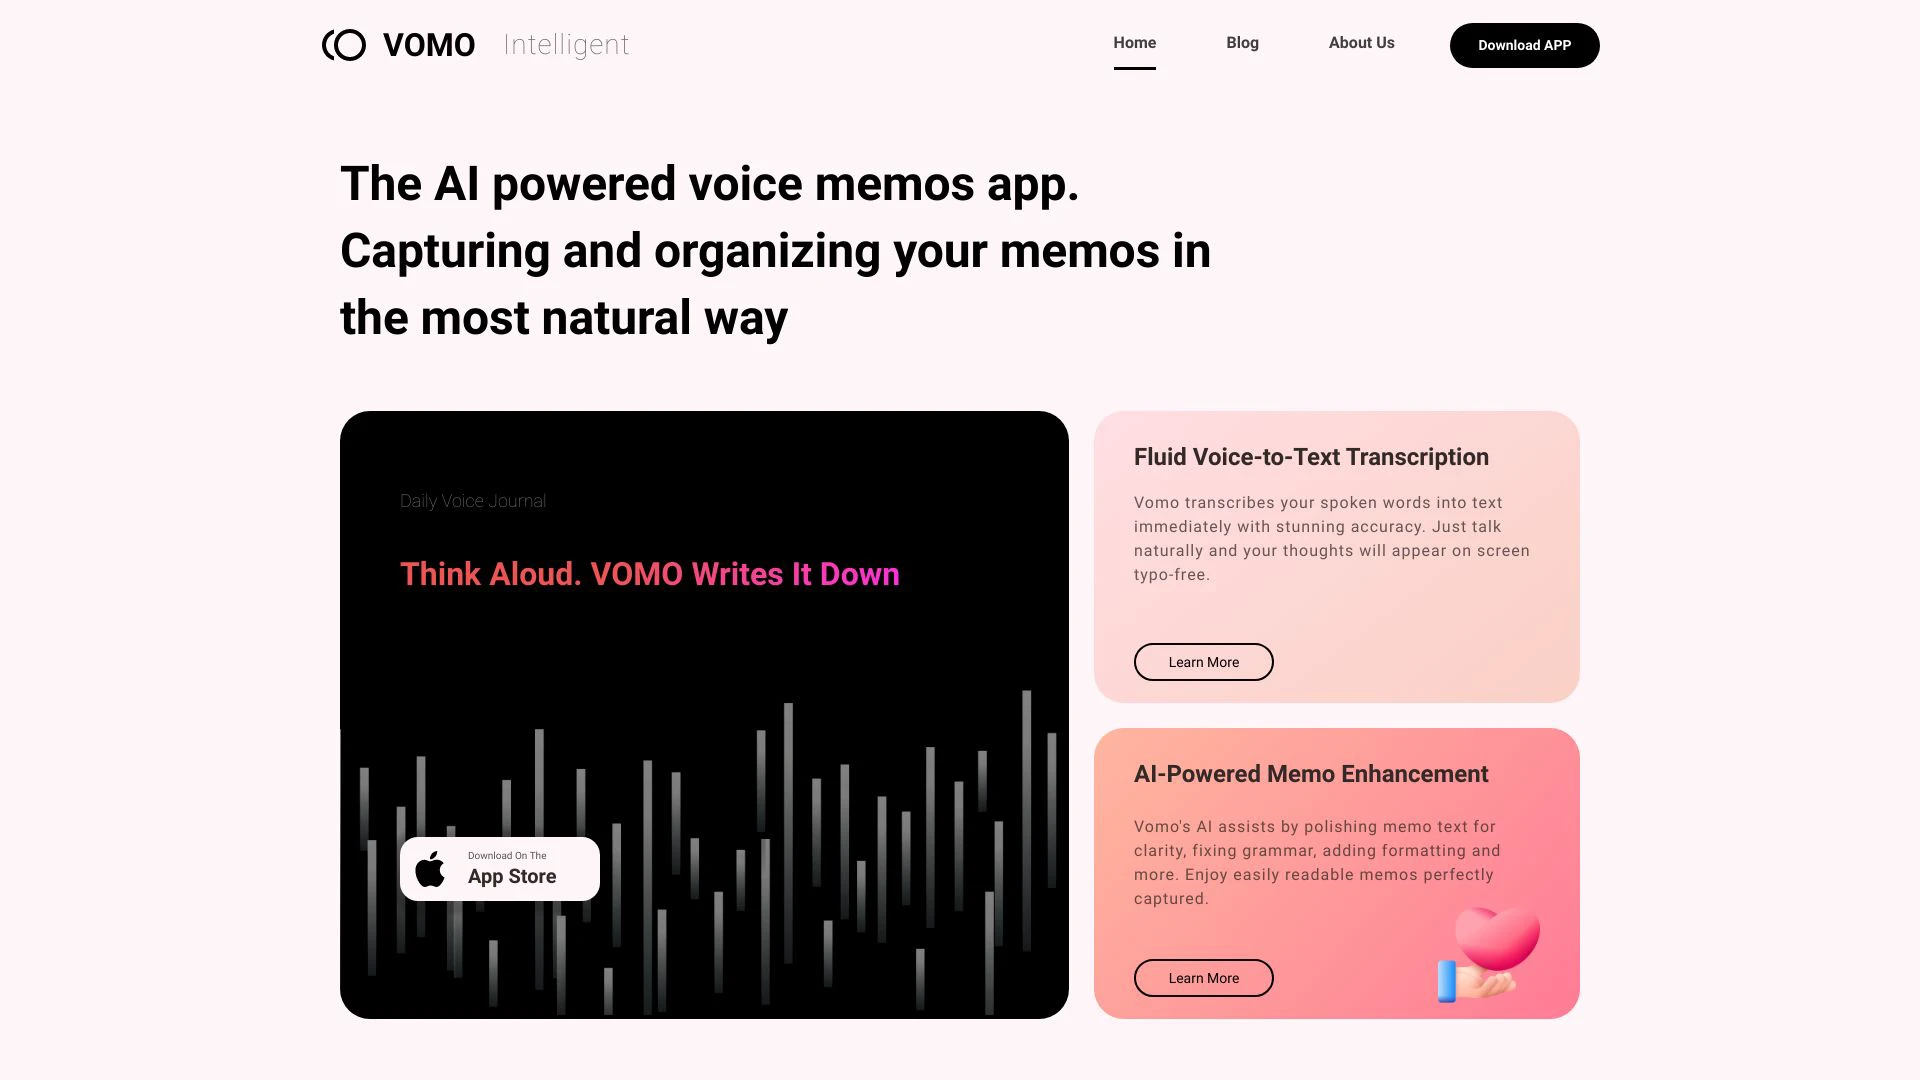 VOMO Intelligent
Home Blog About Us Download APP
The AI powered voice memos app.
Capturing and organizing your memos in
the most natural way
Daily Voice Journal
Think Aloud. VOMO Writes It Down
Download On The
App Store
Fluid Voice-to-Text Transcription
Vomo transcribes your spoken words into text
immediately with stunning accuracy. Just talk
naturally and your thoughts will appear on screen
typo-free.
Learn More
AI-Powered Memo Enhancement
Vomo's AI assists by polishing memo text for
clarity, fixing grammar, adding formatting and
more. Enjoy easily readable memos perfectly
captured.
Learn More